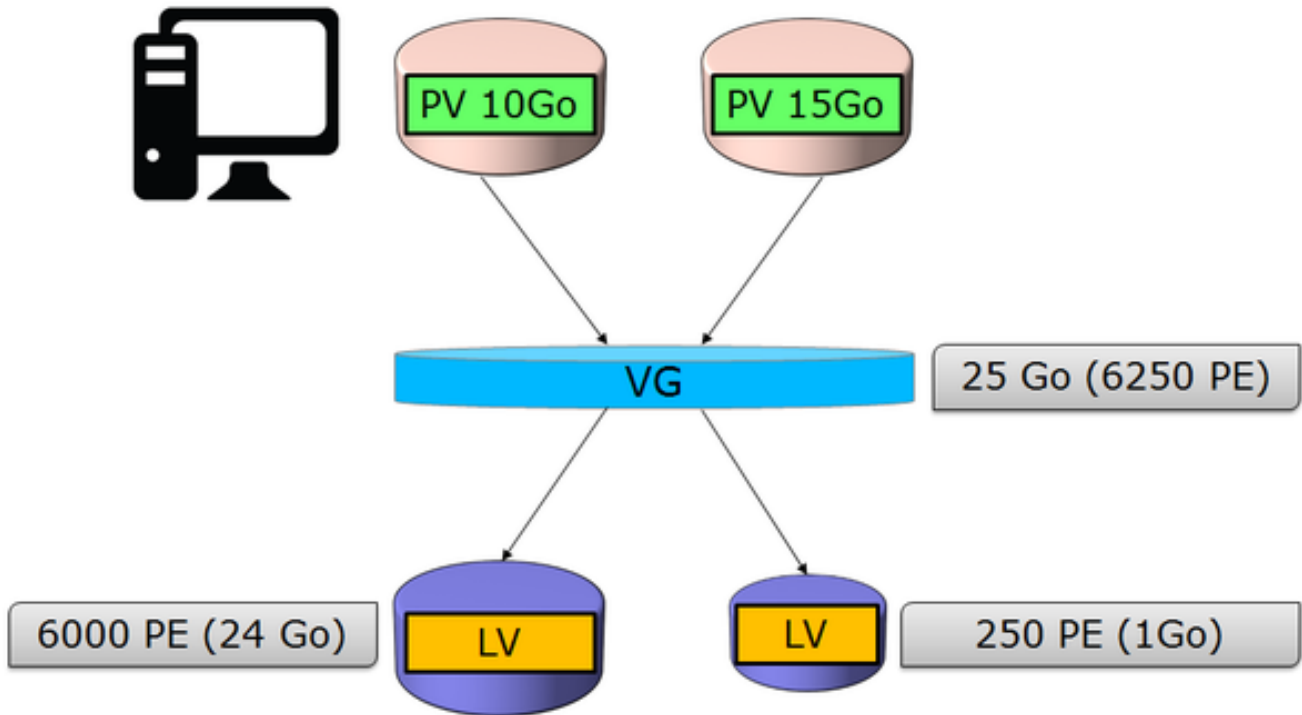 PV 10Go
PV 15Go
VG
25 Go (6250 PE)
6000 PE (24 Go)
LV
LV
250 PE (1Go)